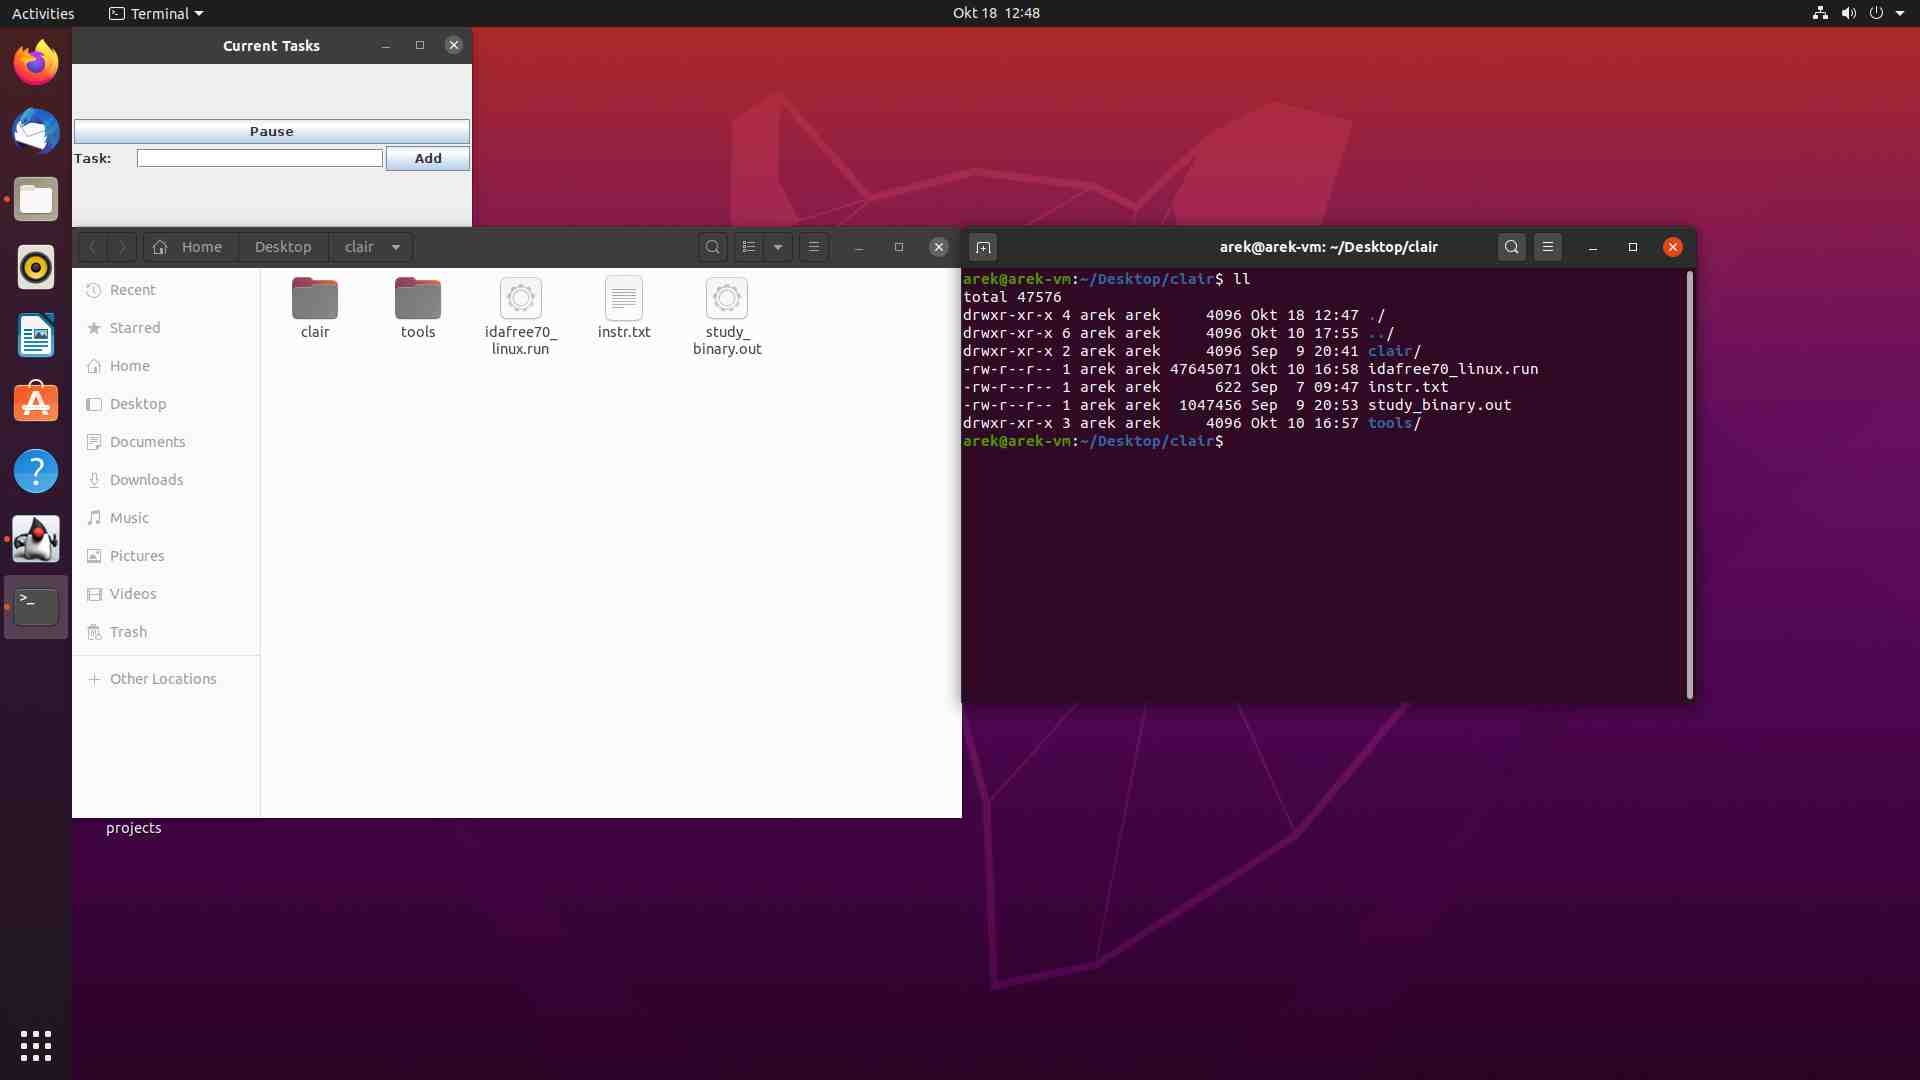 Activities
Terminal
Okt 18 12:48
Current Tasks
Pause
Task:
Add
Home
Desktop
clair
Recent
Starred
Home
Desktop
Documents
Downloads
Music
Pictures
Videos
Trash
Other Locations
clair
tools
idafree70_
linux.run
instr.txt
study_
binary.out
projects
arek@arek-vm: ~/Desktop/clair
arek@arek-vm:~/Desktop/clair$ ll
total 47576
drwxr-xr-x 4 arek arek     4096 Okt 18 12:47 ./
drwxr-xr-x 6 arek arek     4096 Okt 10 17:55 ../
drwxr-xr-x 2 arek arek     4096 Sep  9 20:41 clair/
-rw-r--r-- 1 arek arek 47645071 Okt 10 16:58 idafree70_linux.run
-rw-r--r-- 1 arek arek      622 Sep  7 09:47 instr.txt
-rw-r--r-- 1 arek arek  1047456 Sep  9 20:53 study_binary.out
drwxr-xr-x 3 arek arek     4096 Okt 10 16:57 tools/
arek@arek-vm:~/Desktop/clair$